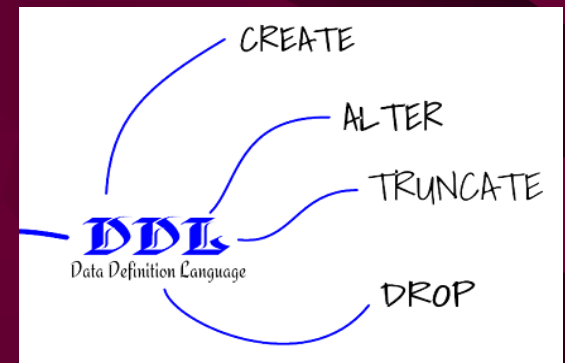 CREATE
ALTER
TRUNCATE
DDL
Data Definition Language
DROP